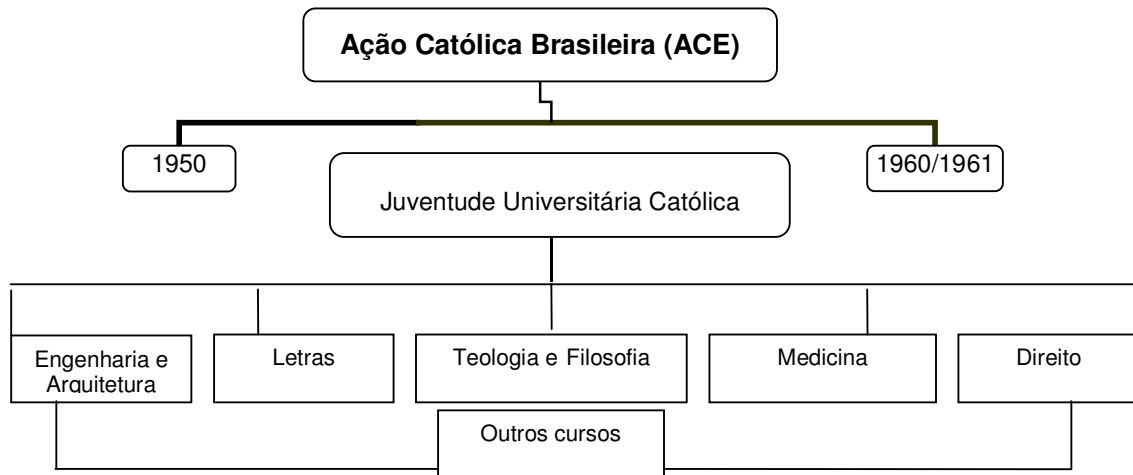 Ação Católica Brasileira (ACE)
1950
1960/1961
Juventude Universitária Católica
Engenharia e
Arquitetura
Letras
Teologia e Filosofia
Medicina
Direito
Outros cursos